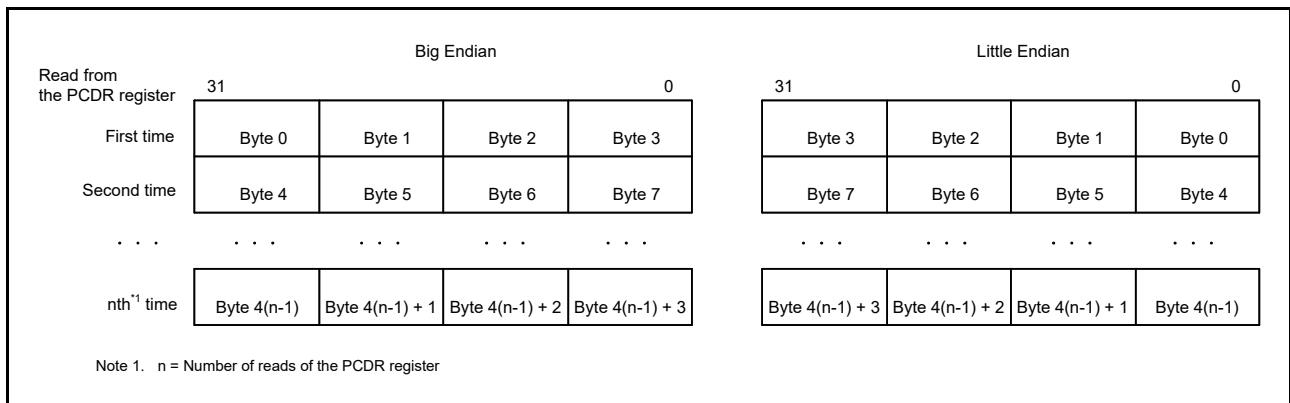 Big Endian Little Endian
Read from
the PCDR register 31 0 31 0
First time Byte 0 Byte 1 Byte 2 Byte 3 Byte 3 Byte 2 Byte 1 Byte 0
Second time Byte 4 Byte 5 Byte 6 Byte 7 Byte 7 Byte 6 Byte 5 Byte 4
. . . . . . . . . . . . . . . . . . . . . . . . . . .
nth*1 time Byte 4(n-1) Byte 4(n-1) + 1 Byte 4(n-1) + 2 Byte 4(n-1) + 3 Byte 4(n-1) + 3 Byte 4(n-1) + 2 Byte 4(n-1) + 1 Byte 4(n-1)
Note 1. n = Number of reads of the PCDR register